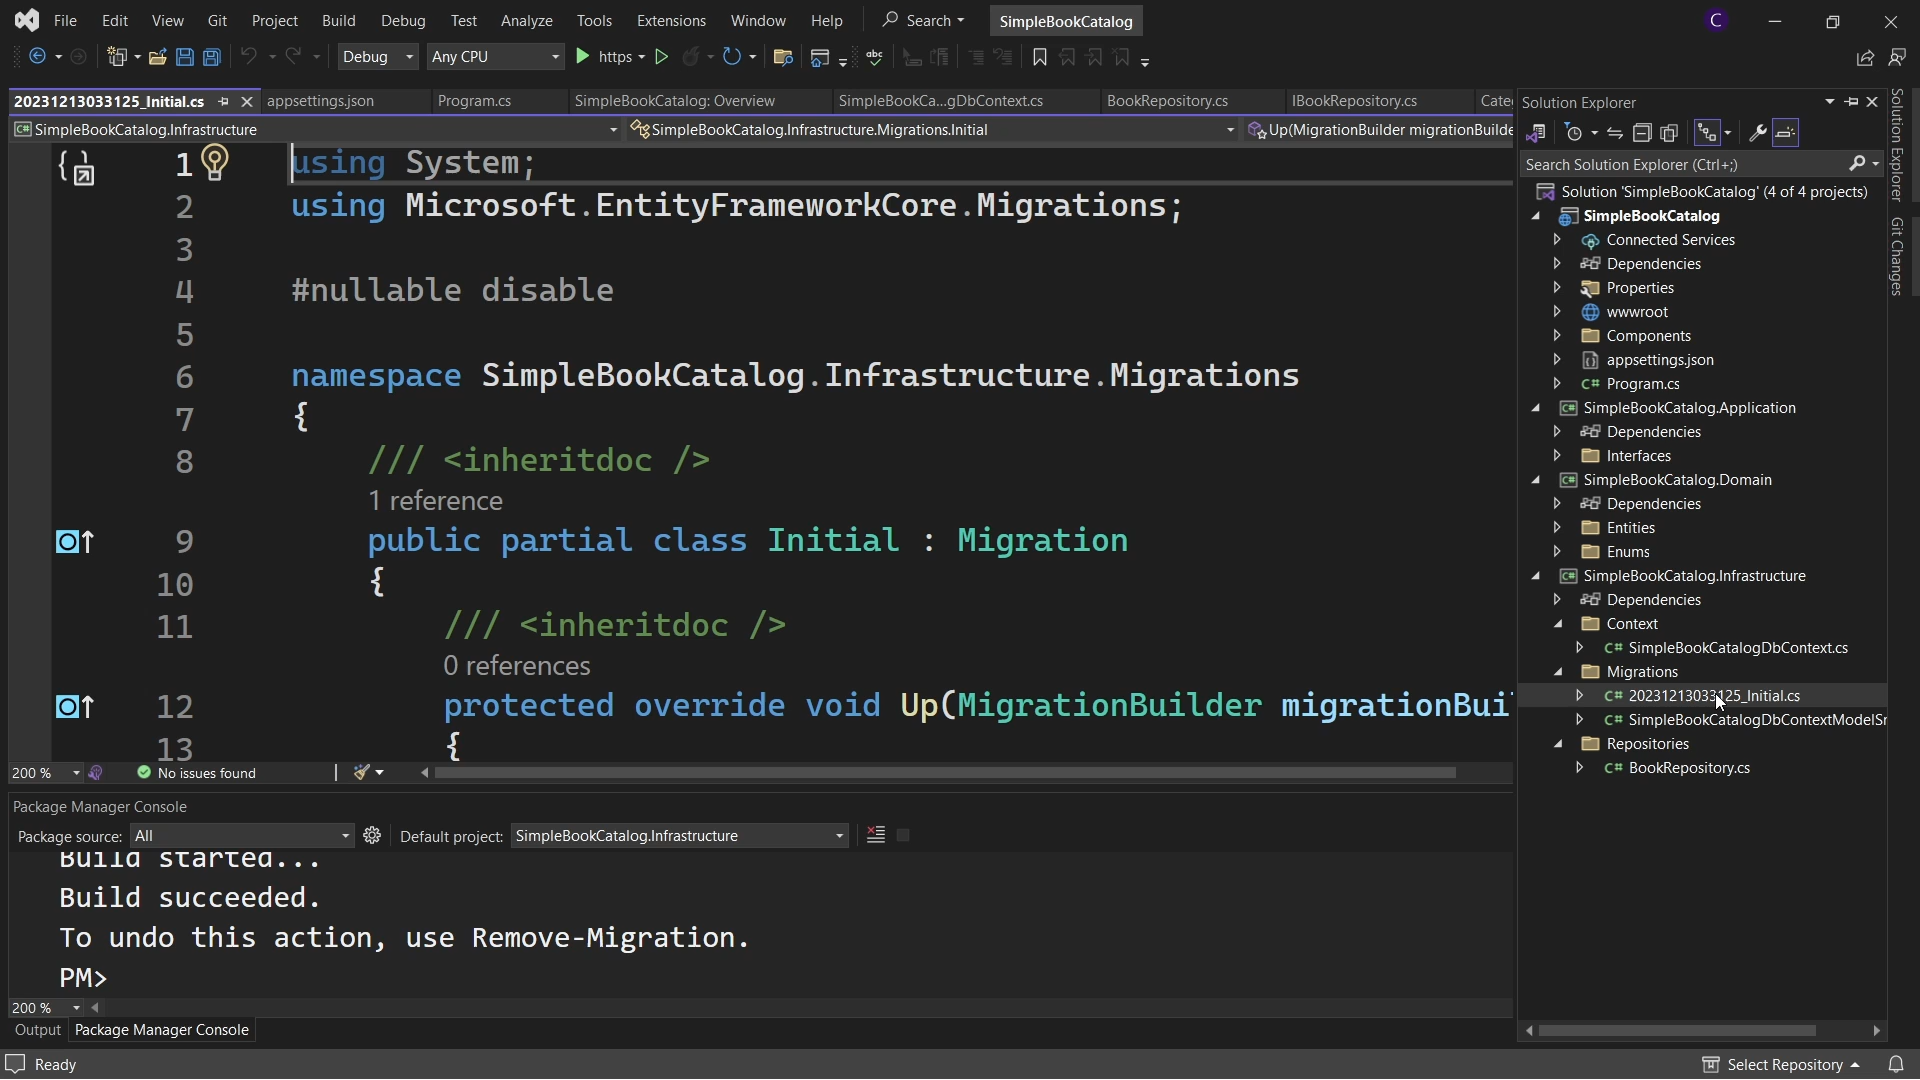 File Edit View Git Project Build Debug Test Analyze Tools Extensions Window Help Search SimpleBookCatalog C
Debug Any CPU https abc
20231213033125_Initial.cs appsettings.json Program.cs SimpleBookCatalog: Overview SimpleBookCa...gDbContext.cs BookRepository.cs IBookRepository.cs Cate
C# SimpleBookCatalog.Infrastructure SimpleBookCatalog.Infrastructure.Migrations.Initial Up(MigrationBuilder migrationBuilde
1 using System;
2 using Microsoft.EntityFrameworkCore.Migrations;
3
4 #nullable disable
5
6 namespace SimpleBookCatalog.Infrastructure.Migrations
7 {
8 /// <inheritdoc />
1 reference
9 public partial class Initial : Migration
10 {
11 /// <inheritdoc />
0 references
12 protected override void Up(MigrationBuilder migrationBui
13 {
200 % No issues found
Package Manager Console
Package source: All Default project: SimpleBookCatalog.Infrastructure
Build started...
Build succeeded.
To undo this action, use Remove-Migration.
PM>
200 %
Output Package Manager Console
Ready Select Repository
Solution Explorer
Search Solution Explorer (Ctrl+;)
Solution 'SimpleBookCatalog' (4 of 4 projects)
SimpleBookCatalog
Connected Services
Dependencies
Properties
wwwroot
Components
appsettings.json
C# Program.cs
C# SimpleBookCatalog.Application
Dependencies
Interfaces
C# SimpleBookCatalog.Domain
Dependencies
Entities
Enums
C# SimpleBookCatalog.Infrastructure
Dependencies
Context
C# SimpleBookCatalogDbContext.cs
Migrations
C# 20231213033125_Initial.cs
C# SimpleBookCatalogDbContextModelSr
Repositories
C# BookRepository.cs
Solution Explorer
Git Changes